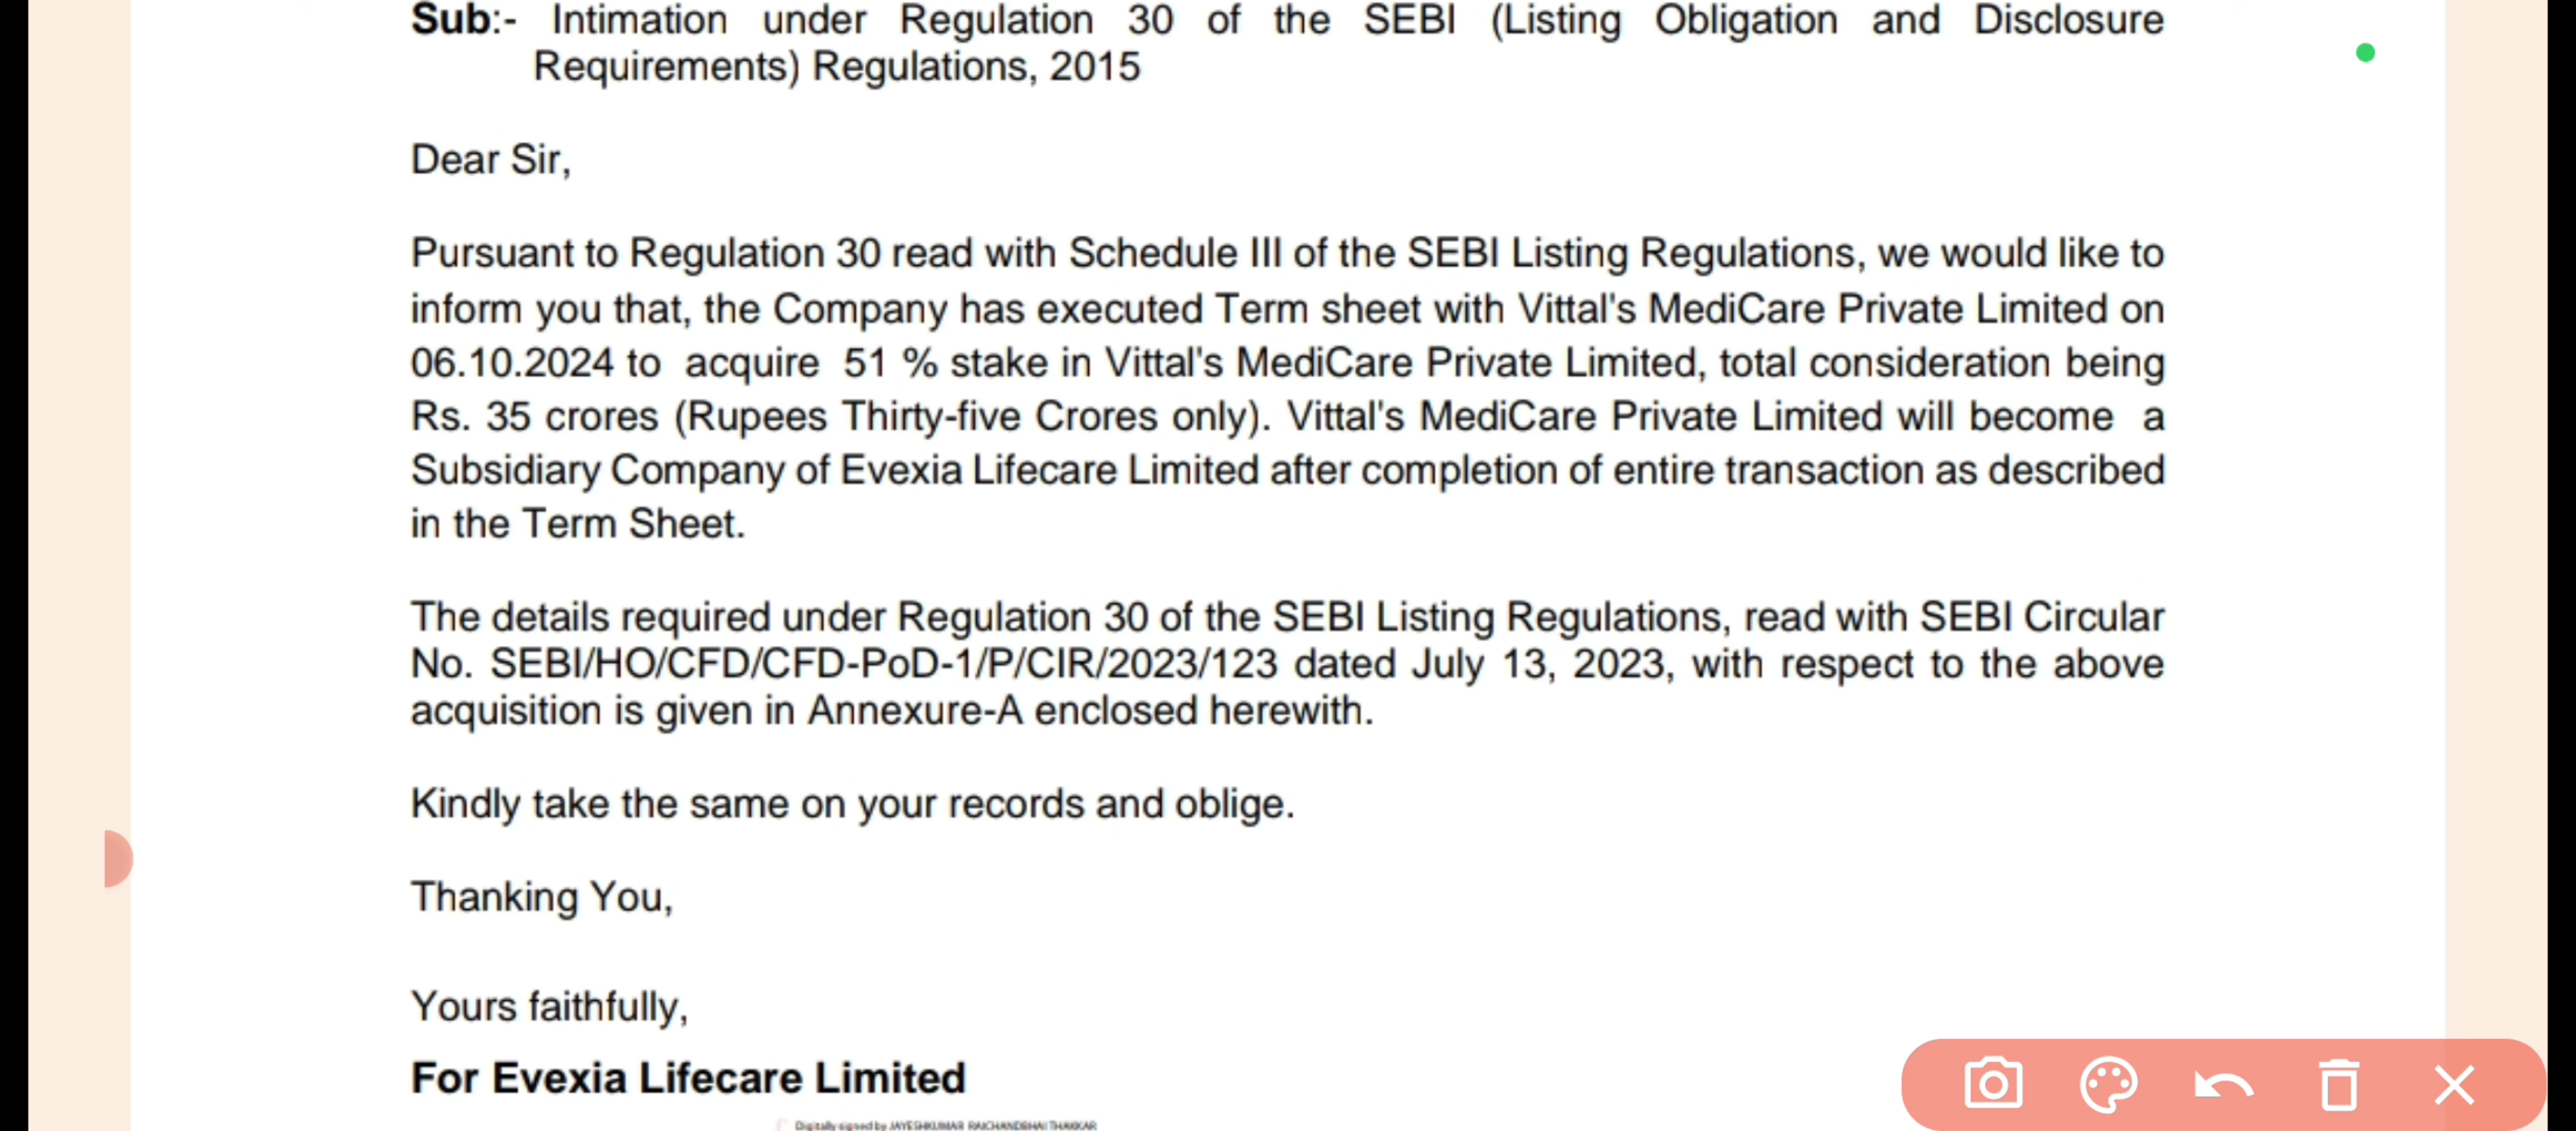 Sub:- Intimation under Regulation 30 of the SEBI (Listing Obligation and Disclosure
Requirements) Regulations, 2015
Dear Sir,
Pursuant to Regulation 30 read with Schedule III of the SEBI Listing Regulations, we would like to
inform you that, the Company has executed Term sheet with Vittal's MediCare Private Limited on
06.10.2024 to acquire 51 % stake in Vittal's MediCare Private Limited, total consideration being
Rs. 35 crores (Rupees Thirty-five Crores only). Vittal's MediCare Private Limited will become a
Subsidiary Company of Evexia Lifecare Limited after completion of entire transaction as described
in the Term Sheet.
The details required under Regulation 30 of the SEBI Listing Regulations, read with SEBI Circular
No. SEBI/HO/CFD/CFD-PoD-1/P/CIR/2023/123 dated July 13, 2023, with respect to the above
acquisition is given in Annexure-A enclosed herewith.
Kindly take the same on your records and oblige.
Thanking You,
Yours faithfully,
For Evexia Lifecare Limited
Digitally signed by JAYESHKUMAR RAICHANDBHAI THAKKAR